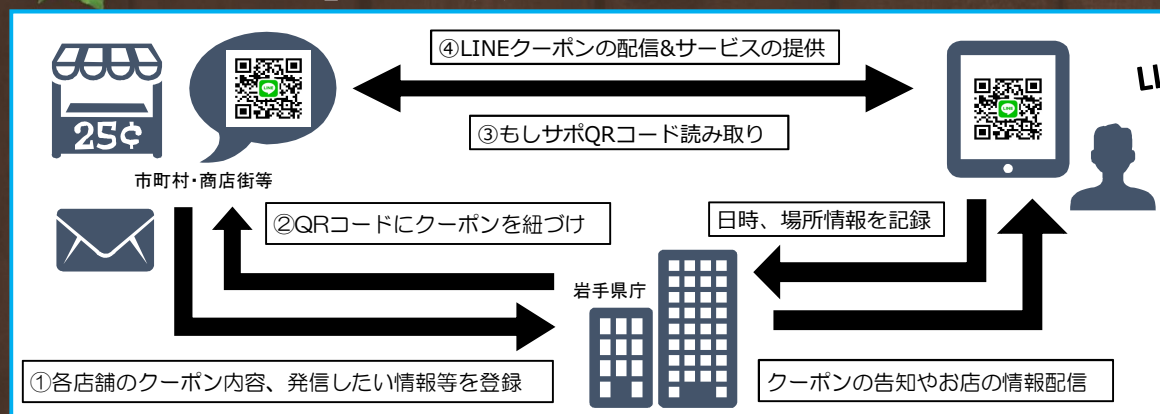 ④LINEクーポンの配信&サービスの提供
LI
25¢
③もしサポQRコード読み取り
市町村・商店街等
②QRコードにクーポンを紐づけ
日時、場所情報を記録
岩手県庁
①各店舗のクーポン内容、発信したい情報等を登録
クーポンの告知やお店の情報配信